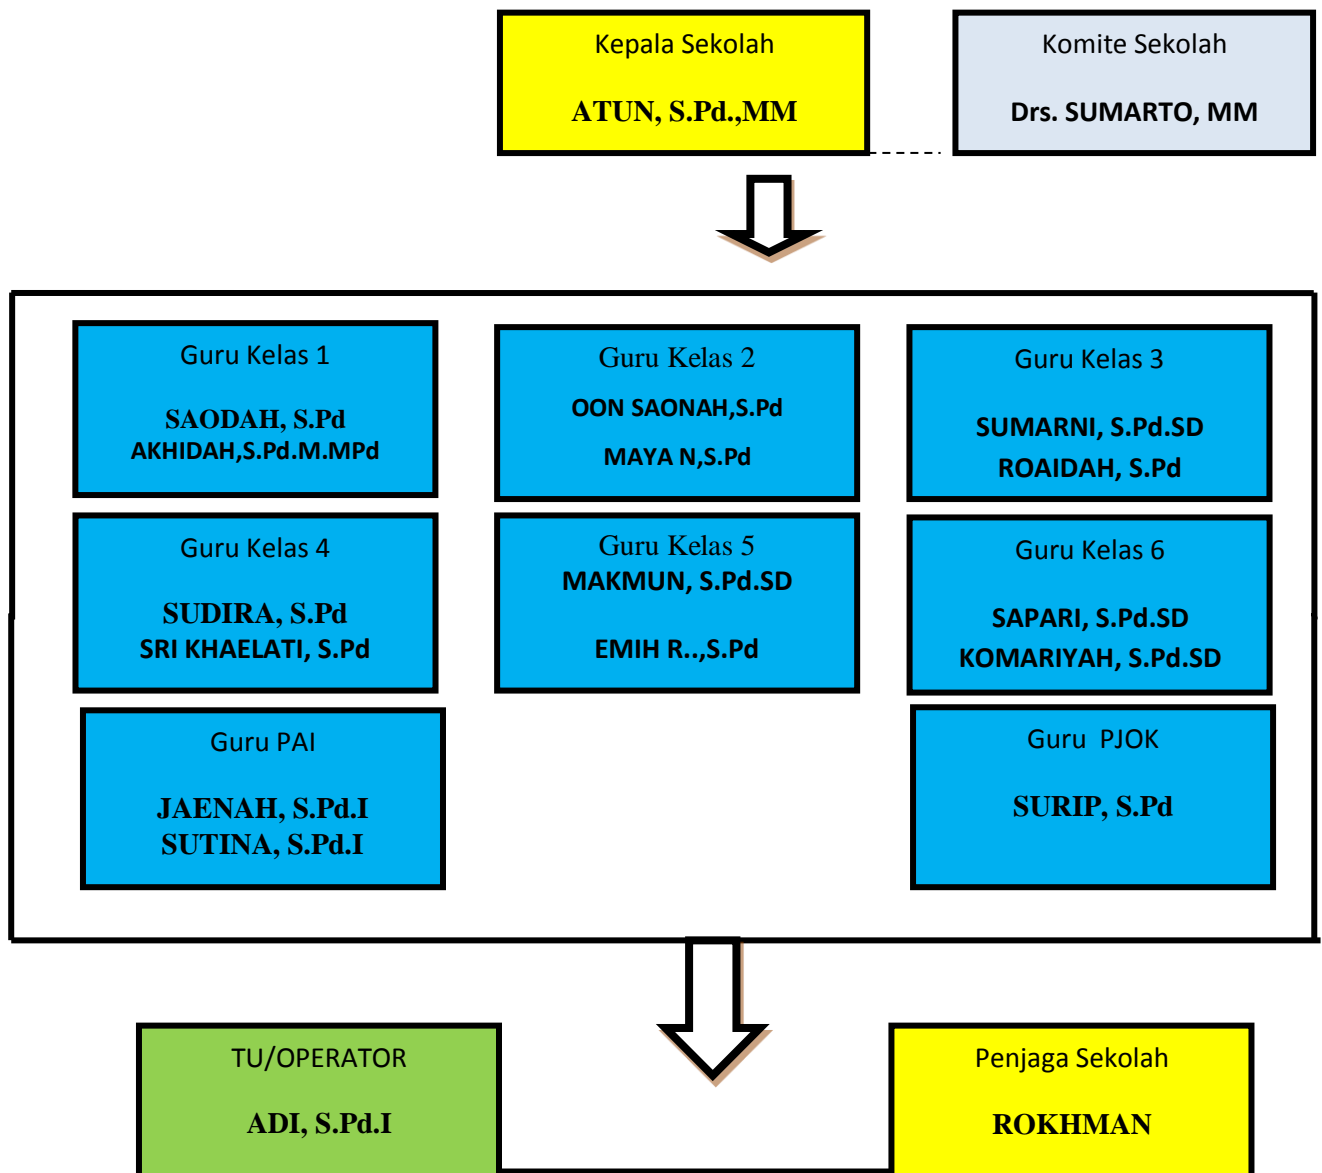 Kepala Sekolah
ATUN, S.Pd.,MM
Komite Sekolah
Drs. SUMARTO, MM
Guru Kelas 1
SAODAH, S.Pd
AKHIDAH,S.Pd.M.MPd
Guru Kelas 2
OON SAONAH,S.Pd
MAYA N,S.Pd
Guru Kelas 3
SUMARNI, S.Pd.SD
ROAIDAH, S.Pd
Guru Kelas 4
SUDIRA, S.Pd
SRI KHAELATI, S.Pd
Guru Kelas 5
MAKMUN, S.Pd.SD
EMIH R..,S.Pd
Guru Kelas 6
SAPARI, S.Pd.SD
KOMARIYAH, S.Pd.SD
Guru PAI
JAENAH, S.Pd.I
SUTINA, S.Pd.I
Guru  PJOK
SURIP, S.Pd
TU/OPERATOR
ADI, S.Pd.I
Penjaga Sekolah
ROKHMAN